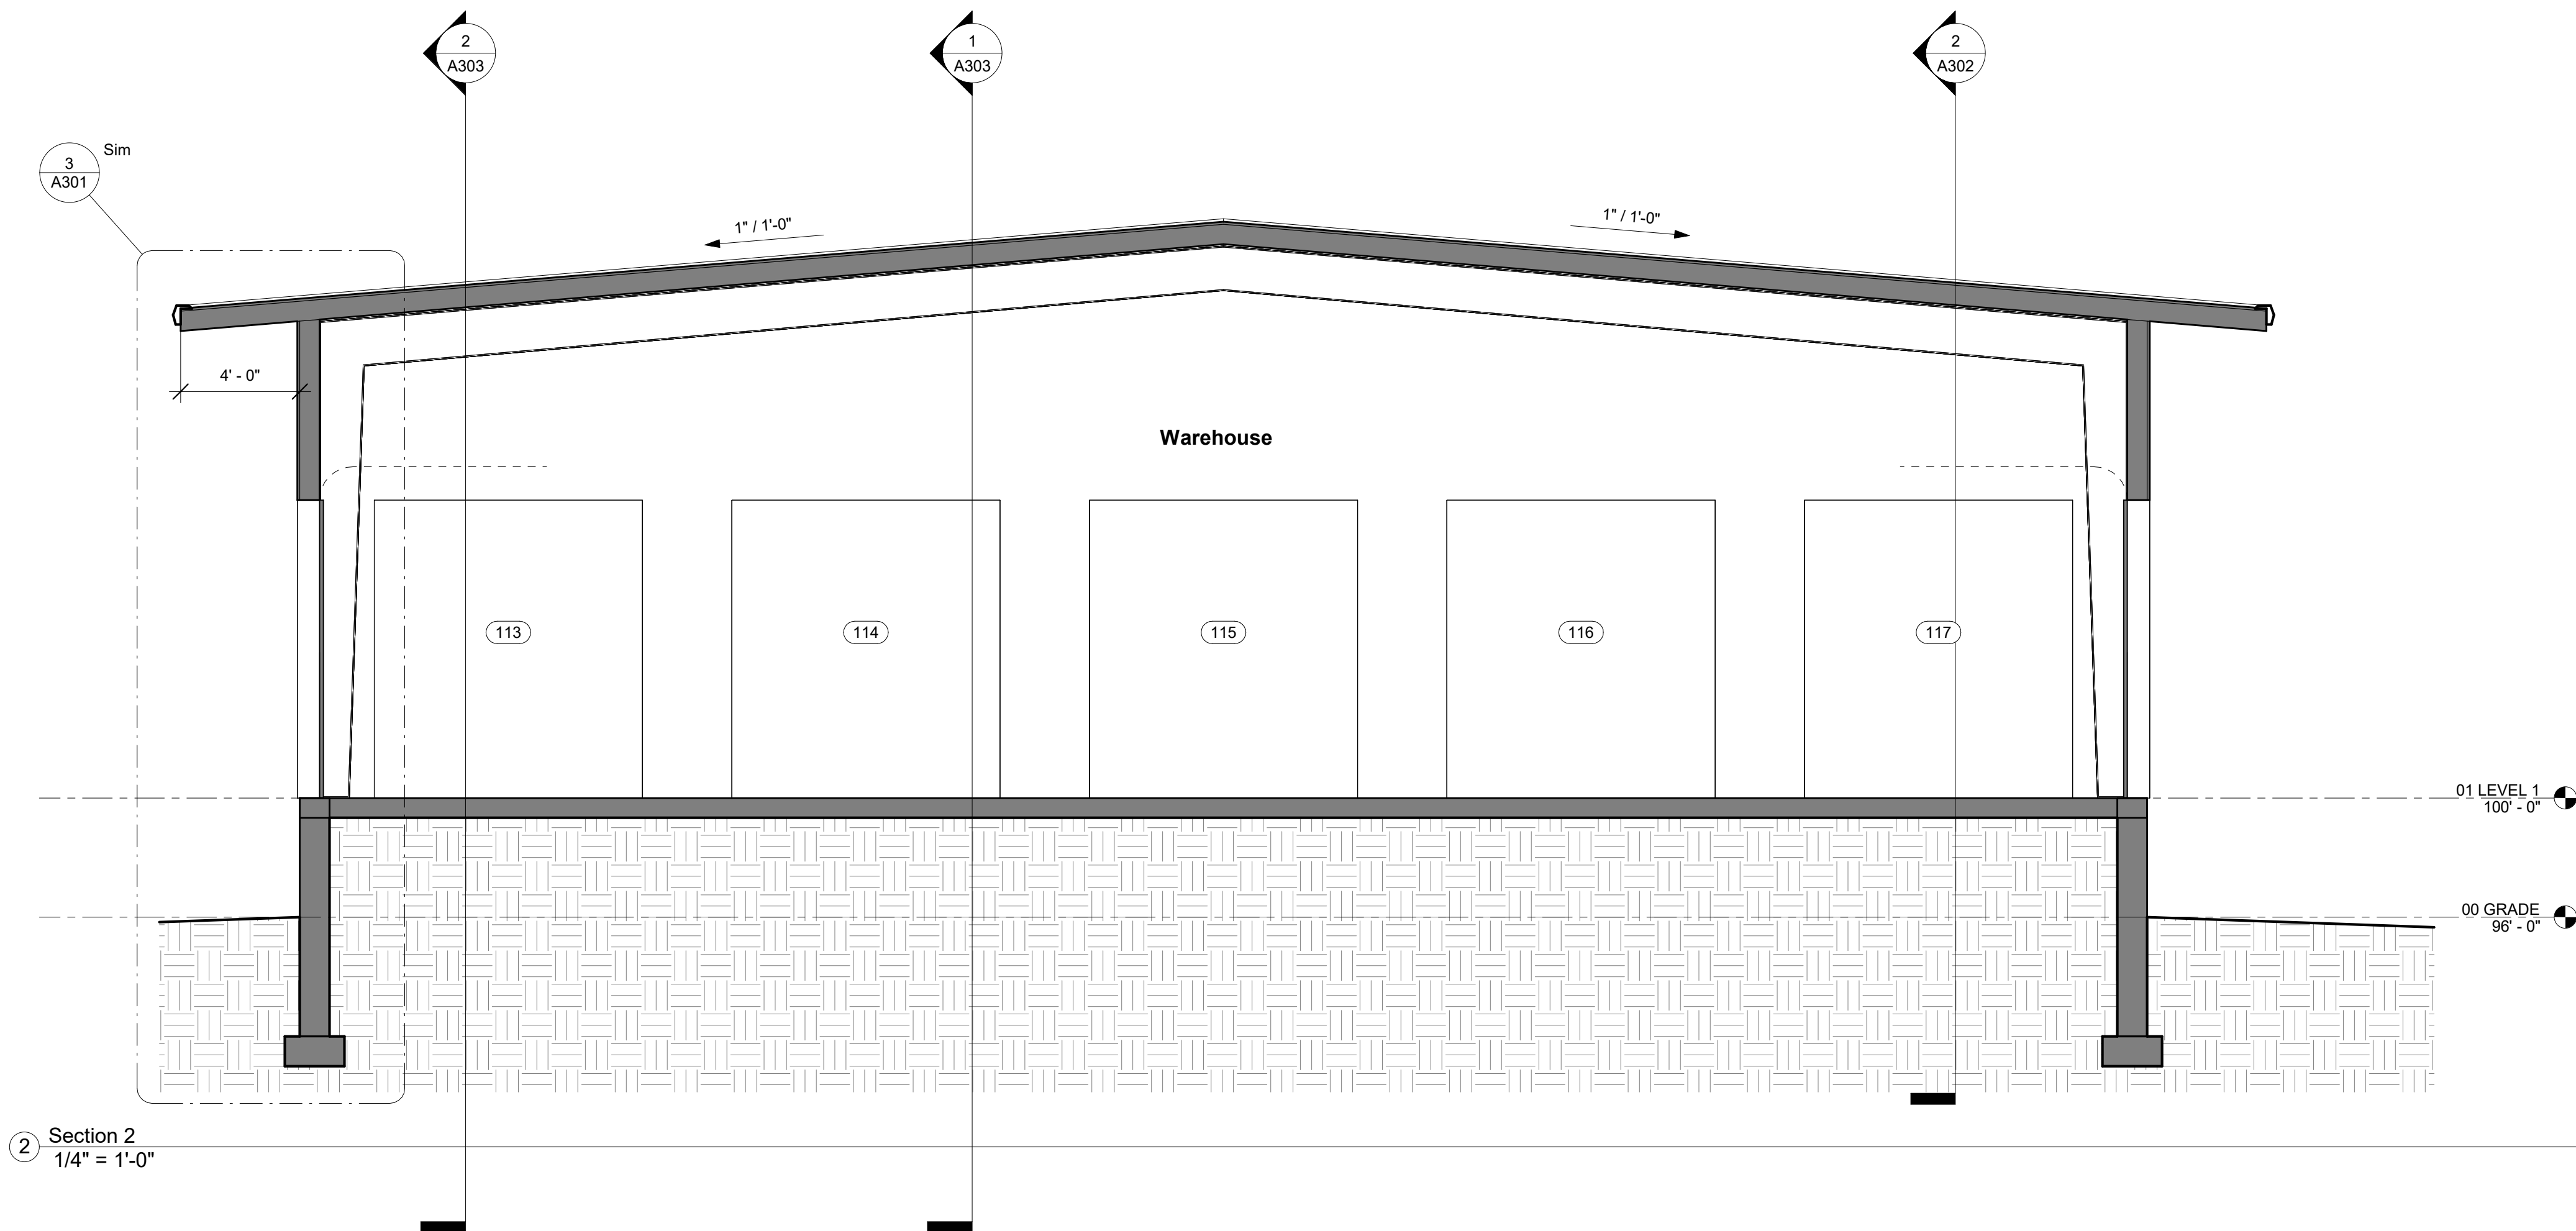 2
A303
1
A303
2
A302
3
A301
Sim
1" / 1'-0"
1" / 1'-0"
4' - 0"
Warehouse
113
114
115
116
117
01 LEVEL 1
100' - 0"
00 GRADE
96' - 0"
2
Section 2
1/4" = 1'-0"